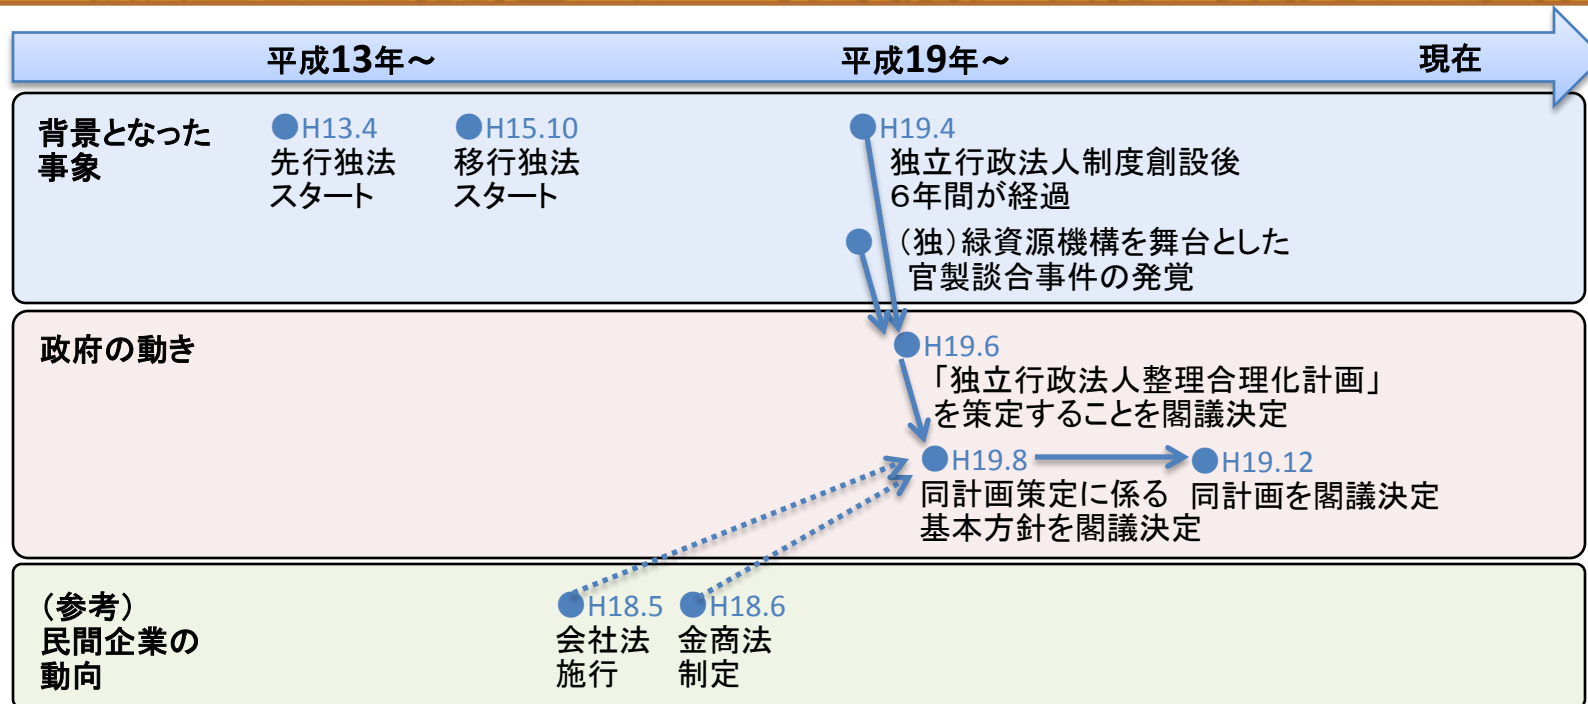 平成13年～
平成19年～
現在
背景となった
事象
●H13.4
先行独法
スタート
●H15.10
移行独法
スタート
●H19.4
独立行政法人制度創設後
６年間が経過
●（独）緑資源機構を舞台とした
官製談合事件の発覚
政府の動き
●H19.6
「独立行政法人整理合理化計画」
を策定することを閣議決定
●H19.8
同計画策定に係る
基本方針を閣議決定
●H19.12
同計画を閣議決定
（参考）
民間企業の
動向
●H18.5
会社法
施行
●H18.6
金商法
制定